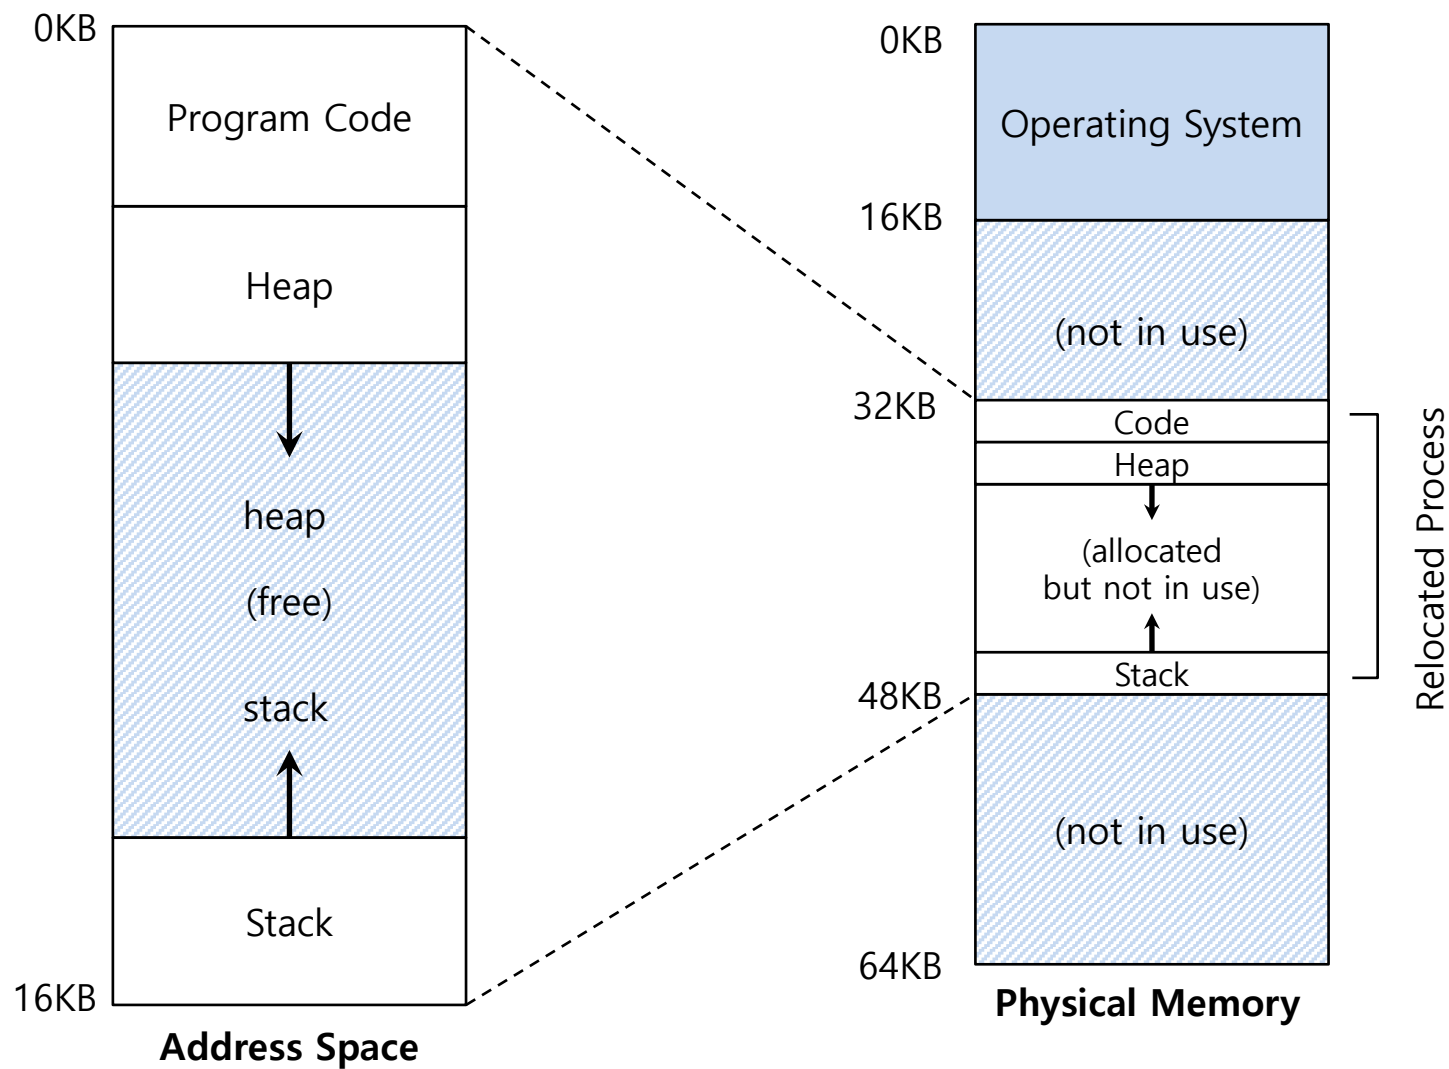 0KB
Program Code
Heap
heap
(free)
stack
Stack
16KB
Address Space
0KB
Operating System
16KB
(not in use)
32KB
Code
Heap
(allocated
but not in use)
Stack
48KB
(not in use)
64KB
Physical Memory
Relocated Process